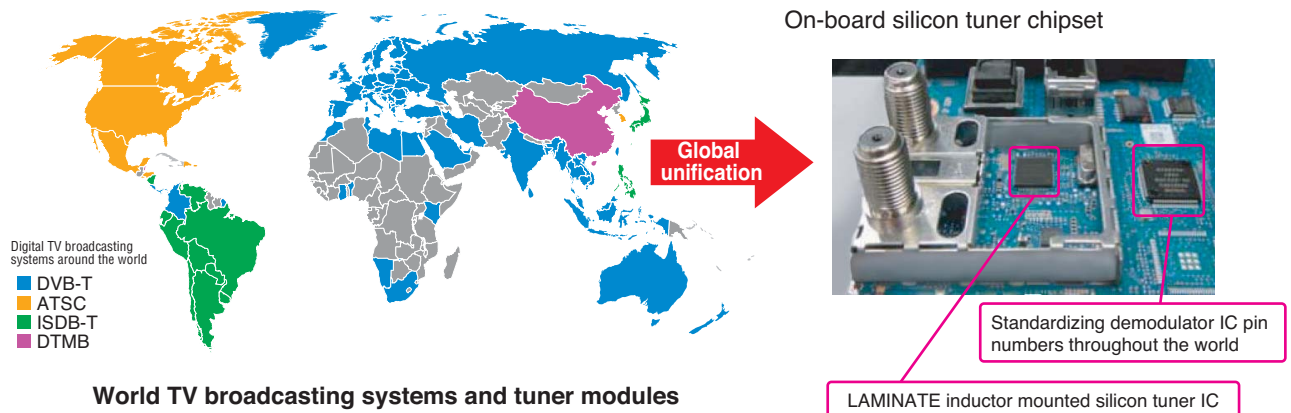 On-board silicon tuner chipset
Global
unification
Digital TV broadcasting
systems around the world
DVB-T
ATSC
ISDB-T
DTMB
Standardizing demodulator IC pin
numbers throughout the world
LAMINATE inductor mounted silicon tuner IC
World TV broadcasting systems and tuner modules